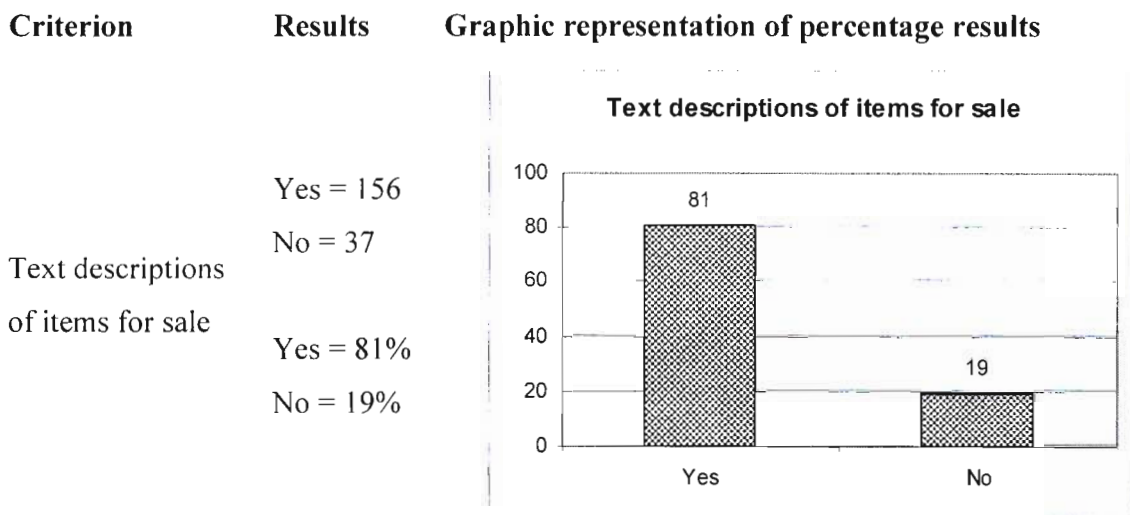 Criterion Results Graphic representation of percentage results
Text descriptions
of items for sale
Yes = 156
No = 37
Yes = 81%
No = 19%
Text descriptions of items for sale
100
80
60
40
20
0
81
19
Yes No